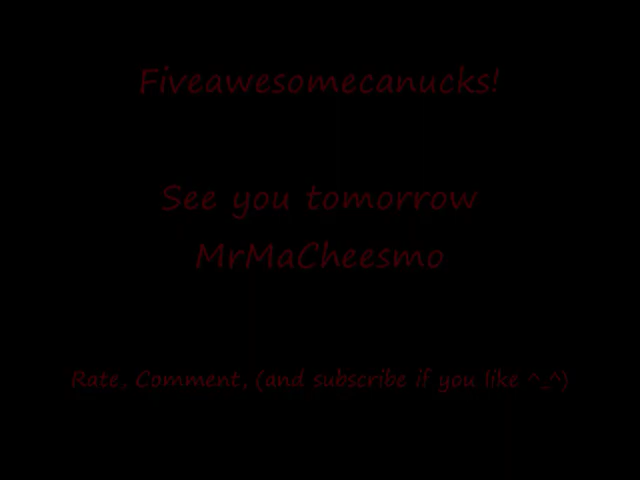 Fiveawesomecanucks!
See you tomorrow
MrMaCheesmo
Rate, Comment, (and subscribe if you like ^_^)